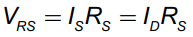 V_RS = I_S R_S = I_D R_S